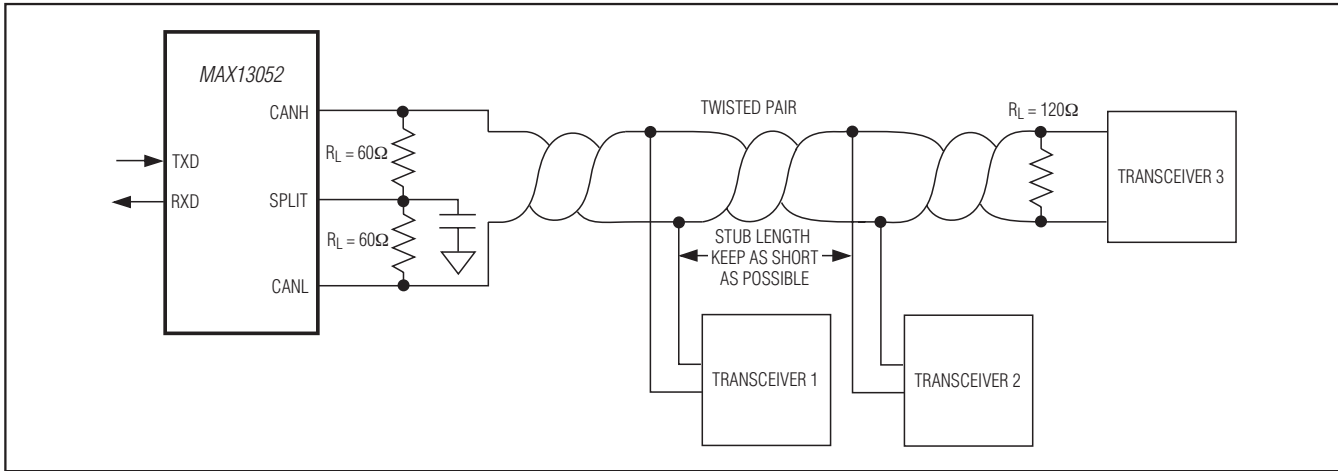 MAX13052
CANH
TXD
RXD
SPLIT
CANL
R_L = 60Ω
R_L = 60Ω
TWISTED PAIR
STUB LENGTH
KEEP AS SHORT
AS POSSIBLE
R_L = 120Ω
TRANSCEIVER 1
TRANSCEIVER 2
TRANSCEIVER 3